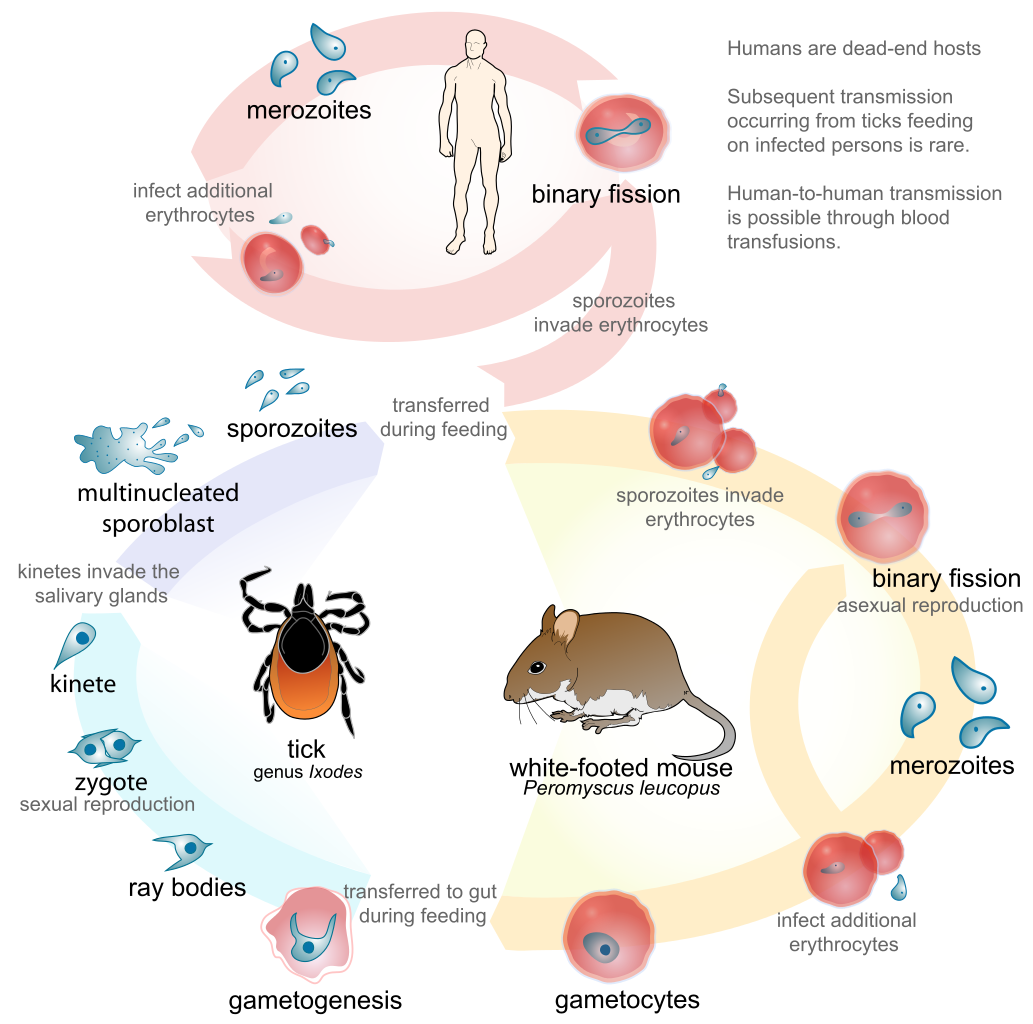 merozoites
Humans are dead-end hosts
Subsequent transmission
occurring from ticks feeding
on infected persons is rare.
Human-to-human transmission
is possible through blood
transfusions.
binary fission
infect additional
erythrocytes
sporozoites
invade erythrocytes
transferred
during feeding
sporozoites
multinucleated
sporoblast
kinetes invade the
salivary glands
kinete
zygote
sexual reproduction
ray bodies
gametogenesis
transferred to gut
during feeding
tick
genus Ixodes
white-footed mouse
Peromyscus leucopus
sporozoites invade
erythrocytes
binary fission
asexual reproduction
merozoites
infect additional
erythrocytes
gametocytes